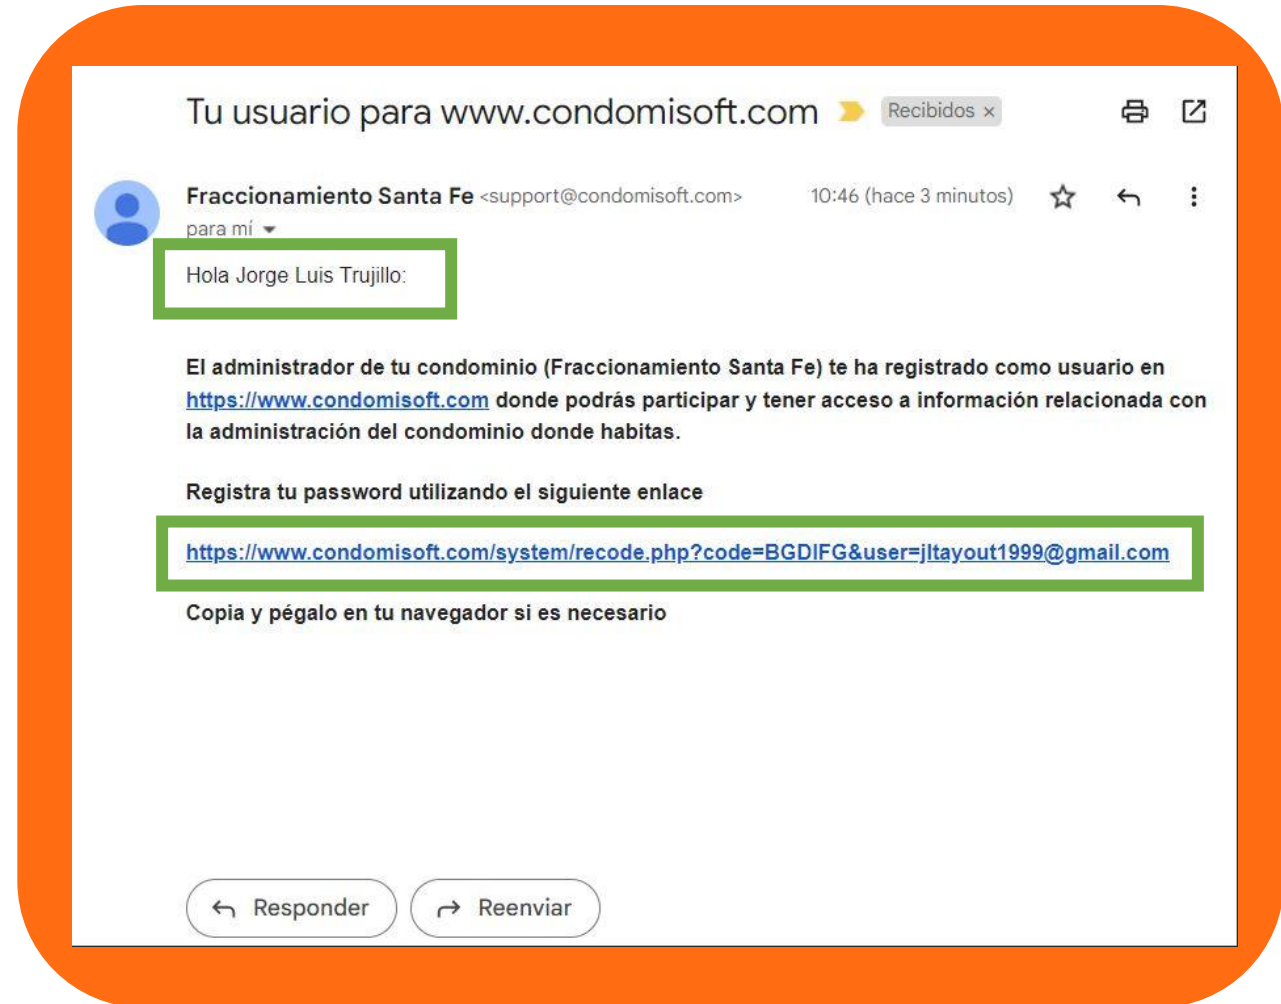 Tu usuario para www.condomisoft.com Recibidos ×
Fraccionamiento Santa Fe <support@condomisoft.com> 10:46 (hace 3 minutos)
para mí
Hola Jorge Luis Trujillo:
El administrador de tu condominio (Fraccionamiento Santa Fe) te ha registrado como usuario en
https://www.condomisoft.com donde podrás participar y tener acceso a información relacionada con
la administración del condominio donde habitas.
Registra tu password utilizando el siguiente enlace
https://www.condomisoft.com/system/recode.php?code=BGDIFG&user=jltayout1999@gmail.com
Copia y pégalo en tu navegador si es necesario
Responder Reenviar